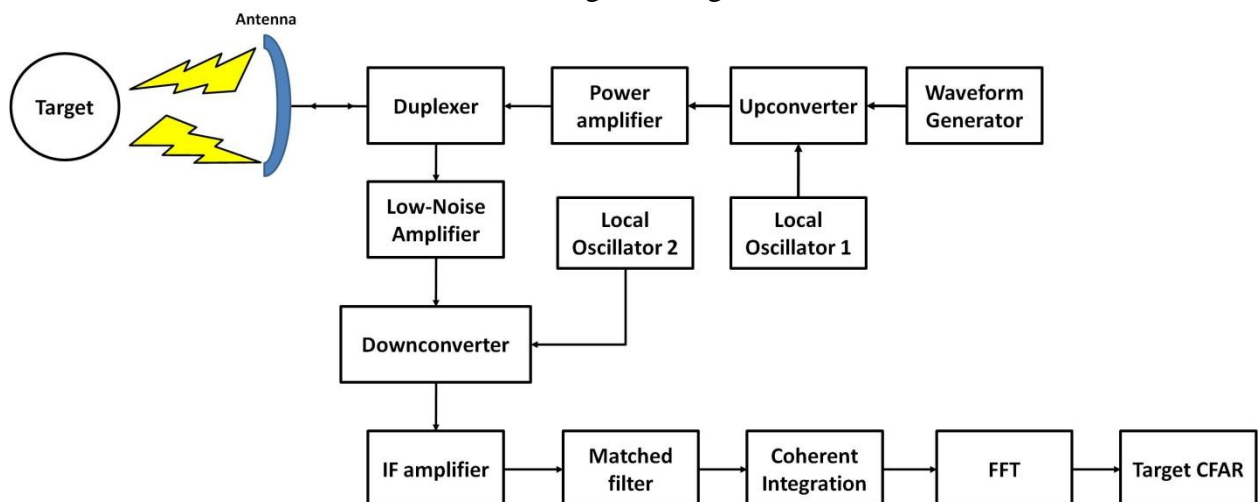 Antenna
Target
Duplexer
Power
amplifier
Upconverter
Waveform
Generator
Low-Noise
Amplifier
Local
Oscillator 2
Local
Oscillator 1
Downconverter
IF amplifier
Matched
filter
Coherent
Integration
FFT
Target CFAR